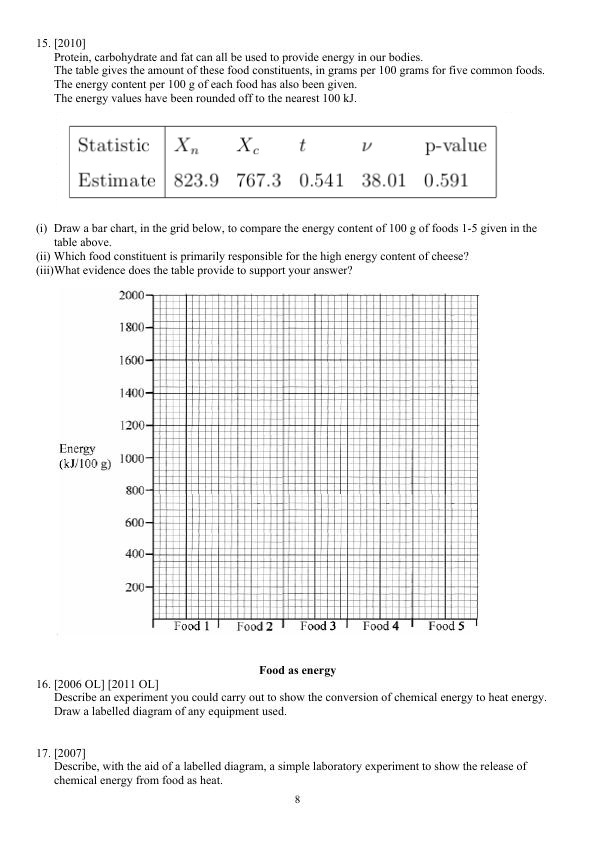 15. [2010]
Protein, carbohydrate and fat can all be used to provide energy in our bodies.
The table gives the amount of these food constituents, in grams per 100 grams for five common foods.
The energy content per 100 g of each food has also been given.
The energy values have been rounded off to the nearest 100 kJ.
Statistic Xn Xc t ν p-value
Estimate 823.9 767.3 0.541 38.01 0.591
(i) Draw a bar chart, in the grid below, to compare the energy content of 100 g of foods 1-5 given in the
table above.
(ii) Which food constituent is primarily responsible for the high energy content of cheese?
(iii)What evidence does the table provide to support your answer?
2000
1800
1600
1400
1200
Energy
(kJ/100 g)
1000
800
600
400
200
Food 1 Food 2 Food 3 Food 4 Food 5
Food as energy
16. [2006 OL] [2011 OL]
Describe an experiment you could carry out to show the conversion of chemical energy to heat energy.
Draw a labelled diagram of any equipment used.
17. [2007]
Describe, with the aid of a labelled diagram, a simple laboratory experiment to show the release of
chemical energy from food as heat.
8